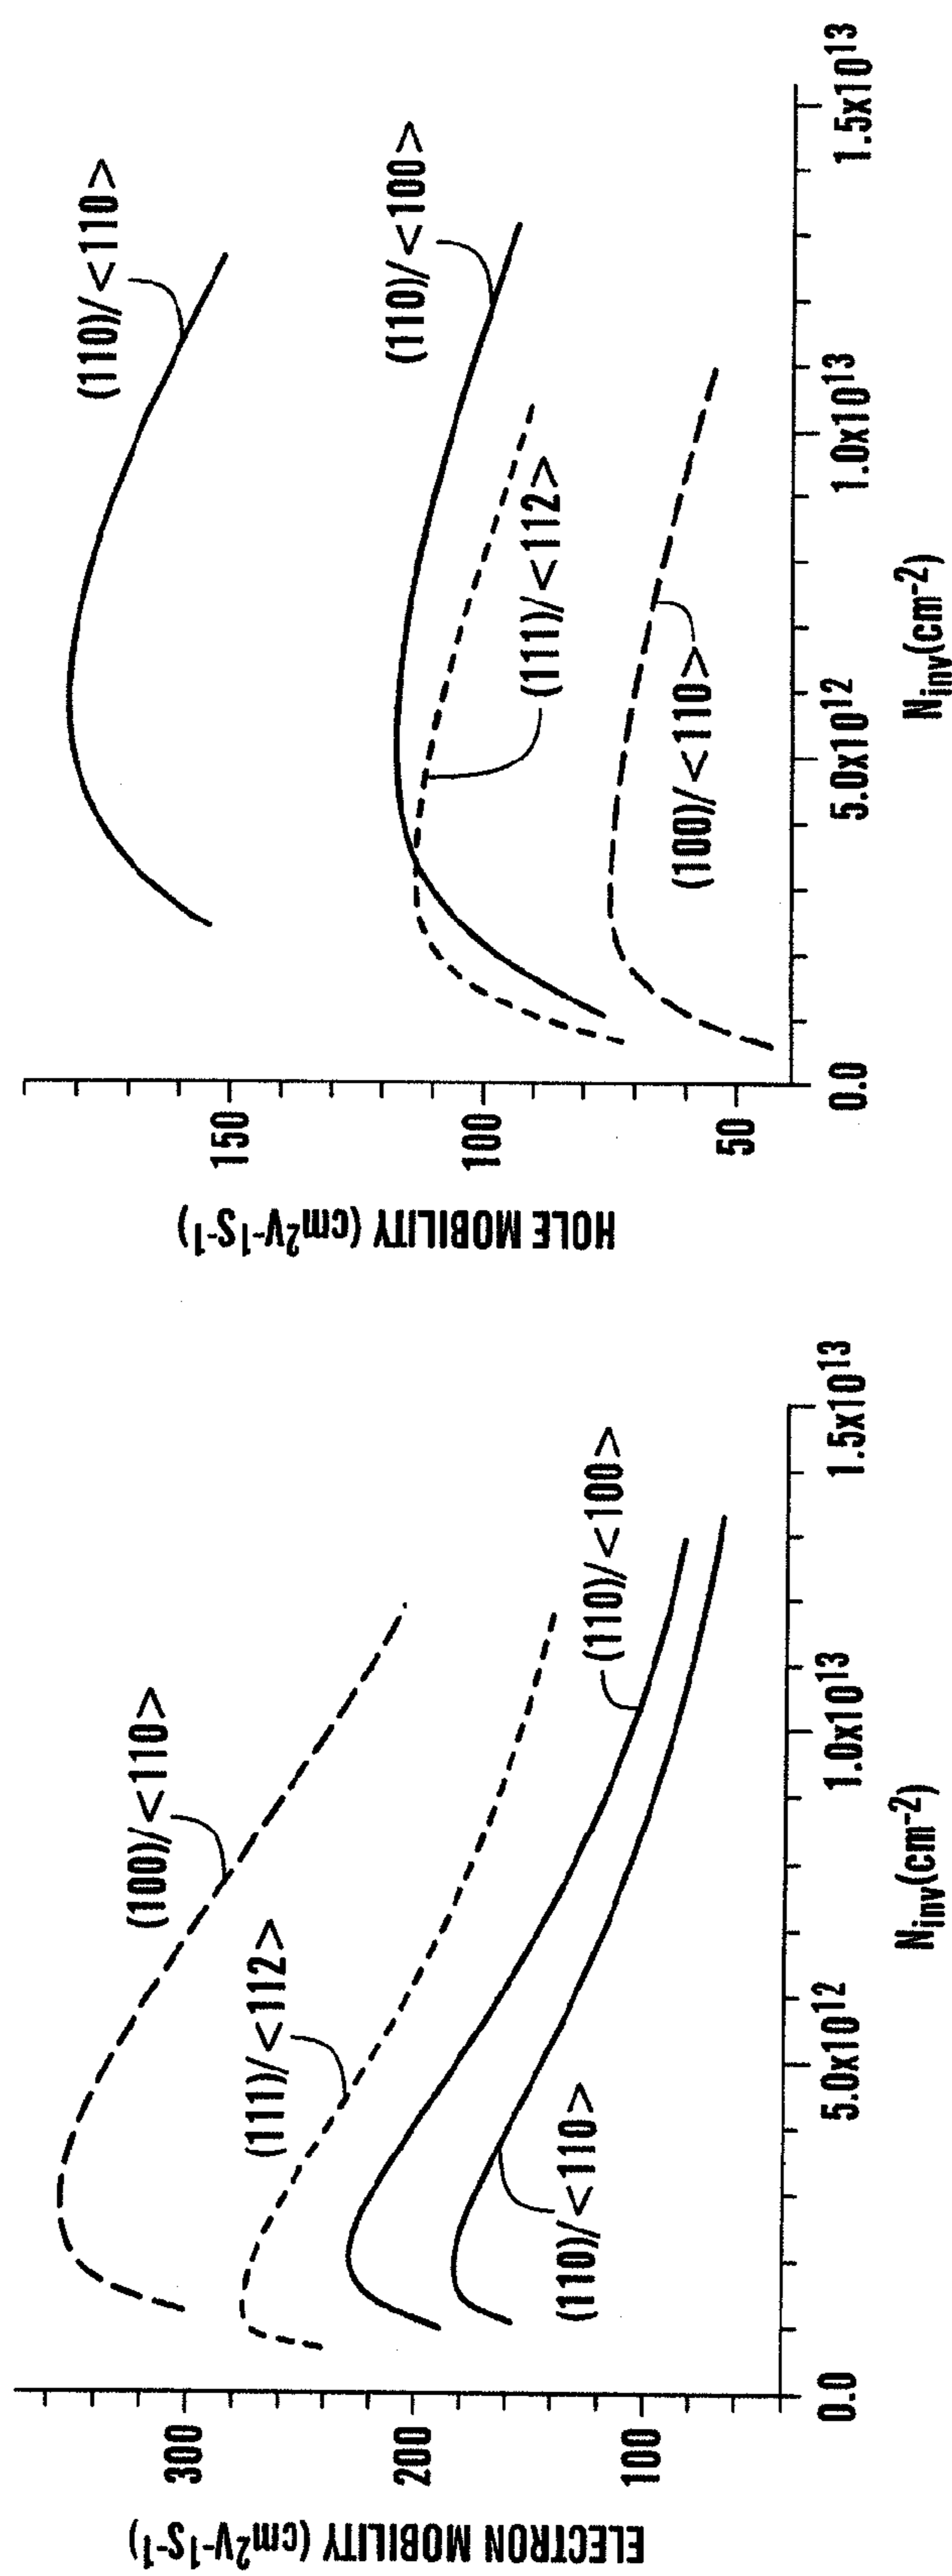 ELECTRON MOBILITY (cm²V⁻¹S⁻¹)
300
200
100
(100)/<110>
(111)/<112>
(110)/<100>
(110)/<110>
0.0
5.0x10¹²
1.0x10¹³
1.5x10¹³
Ninv(cm⁻²)
HOLE MOBILITY (cm²V⁻¹S⁻¹)
150
100
50
(110)/<110>
(110)/<100>
(111)/<112>
(100)/<110>
0.0
5.0x10¹²
1.0x10¹³
1.5x10¹³
Ninv(cm⁻²)